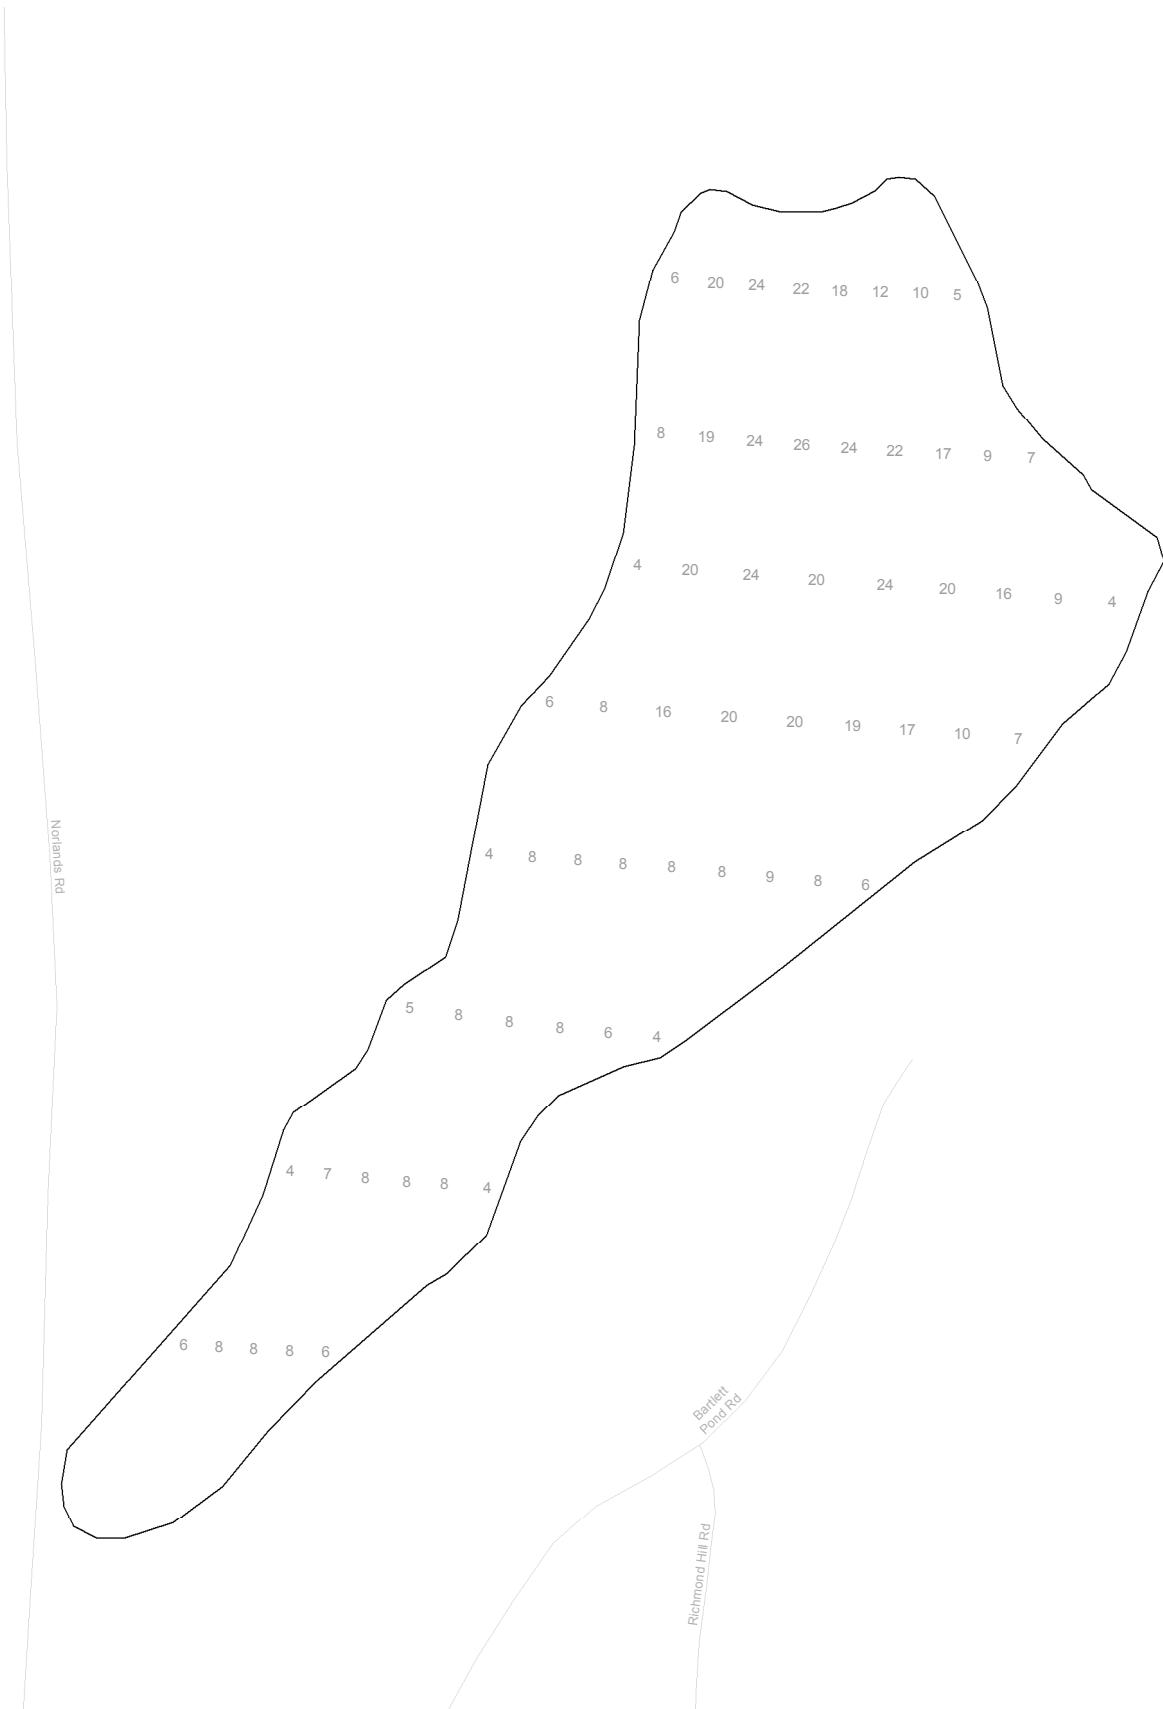 6 20 24 22 18 12 10 5
8 19 24 26 24 22 17 9 7
4 20 24 20 24 20 16 9 4
6 8 16 20 20 19 17 10 7
Norlands Rd
4 8 8 8 8 8 9 8 6
5 8 8 8 6 4
4 7 8 8 8 4
6 8 8 8 6
Bartlett
Pond Rd
Richmond Hill Rd